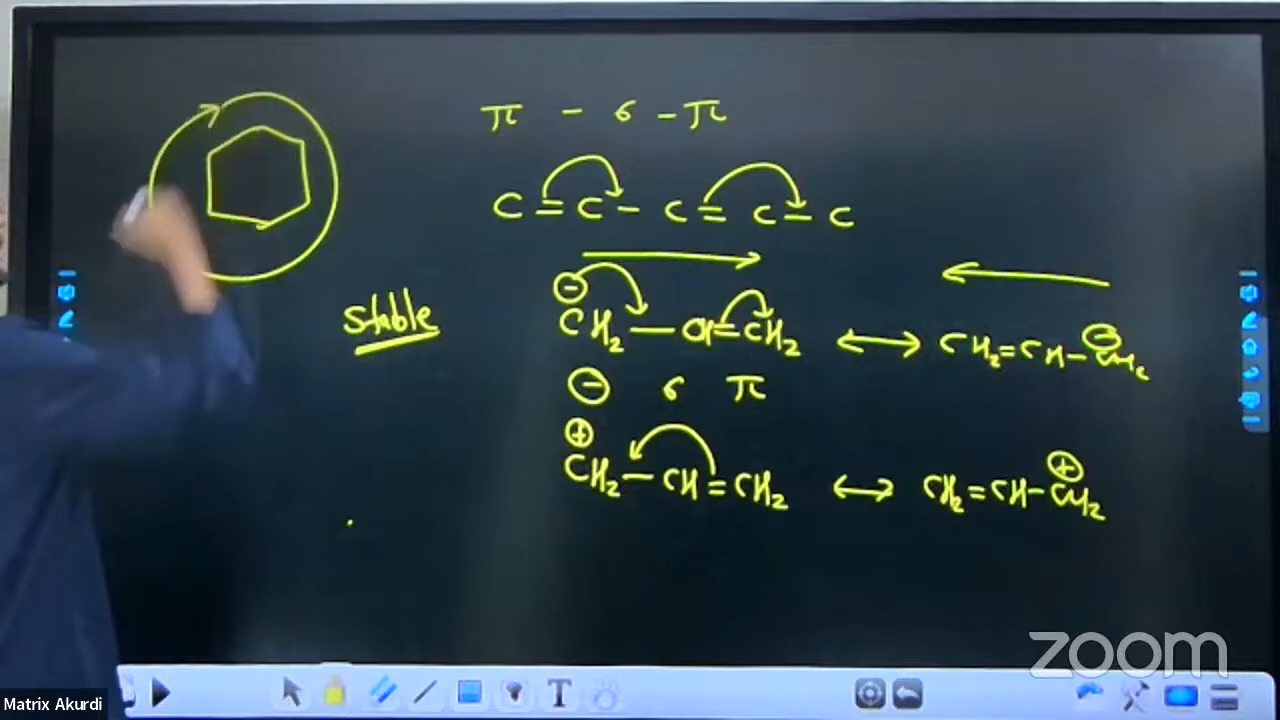 π - σ - π
C = C - C = C - C
stable
⊖
CH₂ — CH = CH₂ ⟷ CH₂=CH-CH₂
⊖
⊖ σ π
⊕
CH₂ — CH = CH₂ ⟷ CH₂=CH-CH₂
⊕
T
zoom
Matrix Akurdi